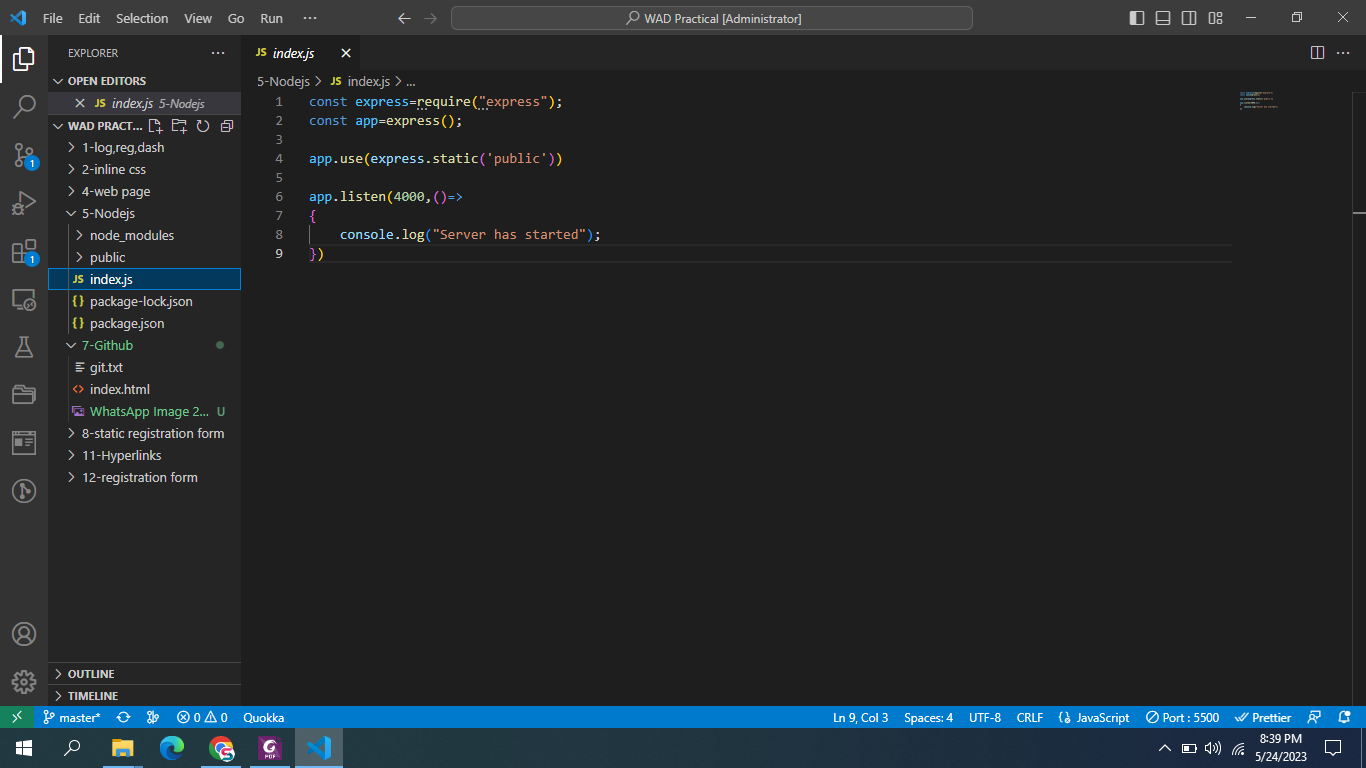 File Edit Selection View Go Run ···
WAD Practical [Administrator]
EXPLORER ···
OPEN EDITORS
JS index.js 5-Nodejs
WAD PRACT...
1-log,reg,dash
2-inline css
4-web page
5-Nodejs
node_modules
public
JS index.js
{} package-lock.json
{} package.json
7-Github
git.txt
<> index.html
WhatsApp Image 2... U
8-static registration form
11-Hyperlinks
12-registration form
OUTLINE
TIMELINE
1
1
JS index.js
5-Nodejs > JS index.js > ...
1 const express=require("express");
2 const app=express();
3
4 app.use(express.static('public'))
5
6 app.listen(4000,()=>
7 {
8     console.log("Server has started");
9 })
master* 0 0 Quokka Ln 9, Col 3 Spaces: 4 UTF-8 CRLF {} JavaScript Port : 5500 Prettier
PDF
8:39 PM
5/24/2023